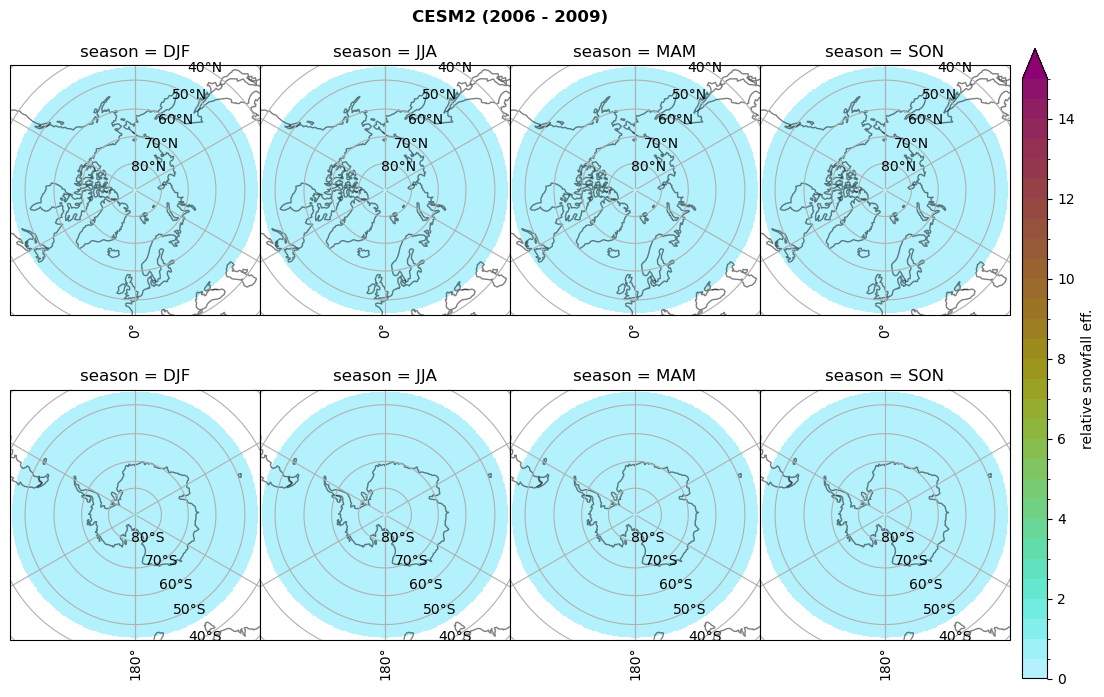 CESM2 (2006 - 2009)
season = DJF
season = JJA
season = MAM
season = SON
40°N
50°N
60°N
70°N
80°N
0°
40°N
50°N
60°N
70°N
80°N
0°
40°N
50°N
60°N
70°N
80°N
0°
40°N
50°N
60°N
70°N
80°N
0°
season = DJF
season = JJA
season = MAM
season = SON
80°S
70°S
60°S
50°S
40°S
180°
80°S
70°S
60°S
50°S
40°S
180°
80°S
70°S
60°S
50°S
40°S
180°
80°S
70°S
60°S
50°S
40°S
180°
14
12
10
8
6
4
2
0
relative snowfall eff.